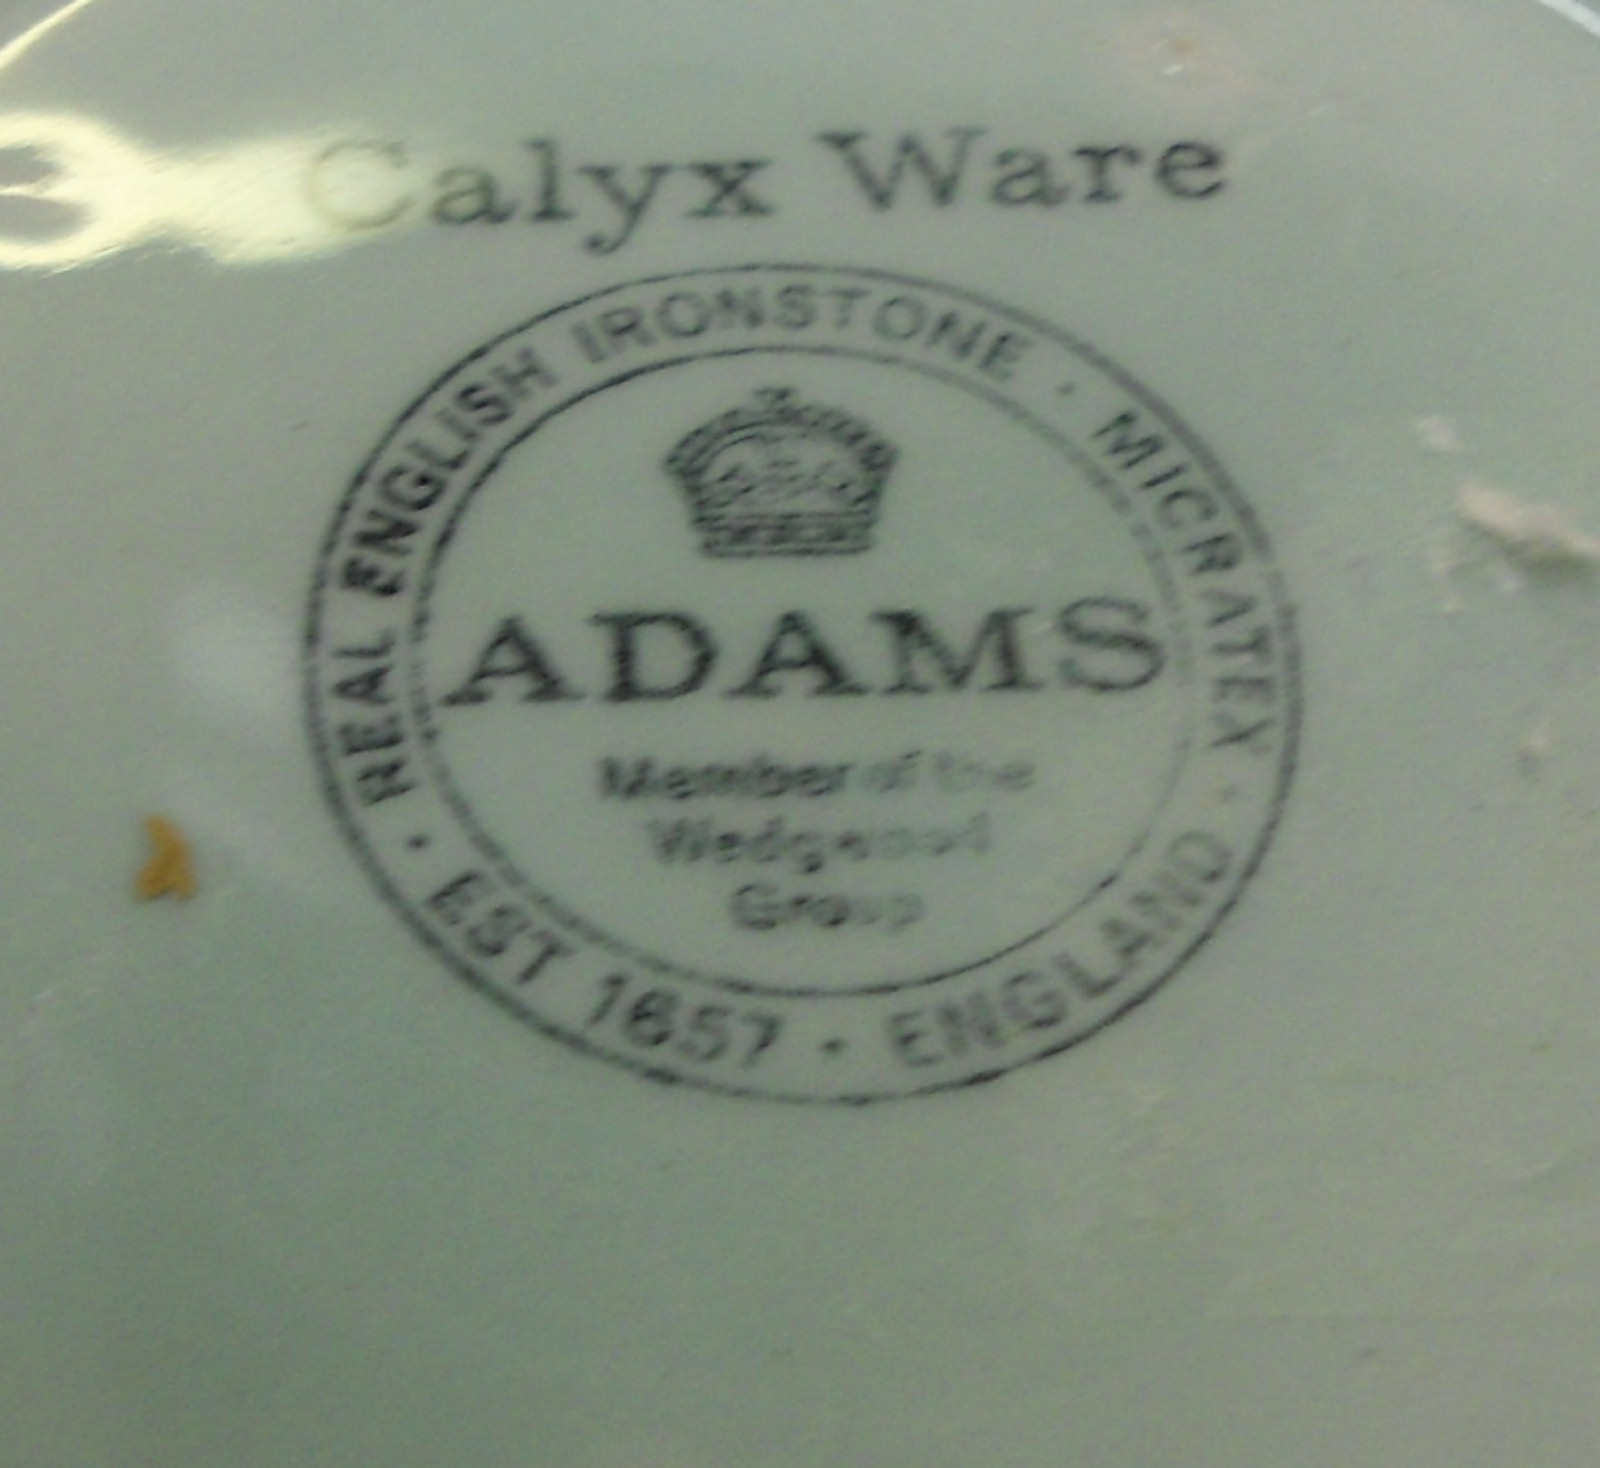 Calyx Ware
REAL ENGLISH IRONSTONE · MICRATEX ·
ADAMS
Member of the
Wedgwood
Group
· EST 1657 · ENGLAND